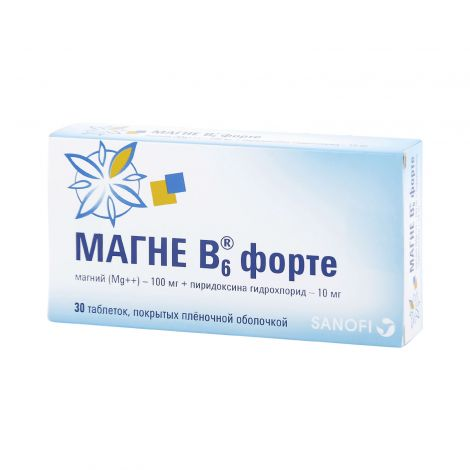 МАГНЕ B6® форте
магний (Mg++) – 100 мг + пиридоксина гидрохлорид – 10 мг
30 таблеток, покрытых плёночной оболочкой
SANOFI